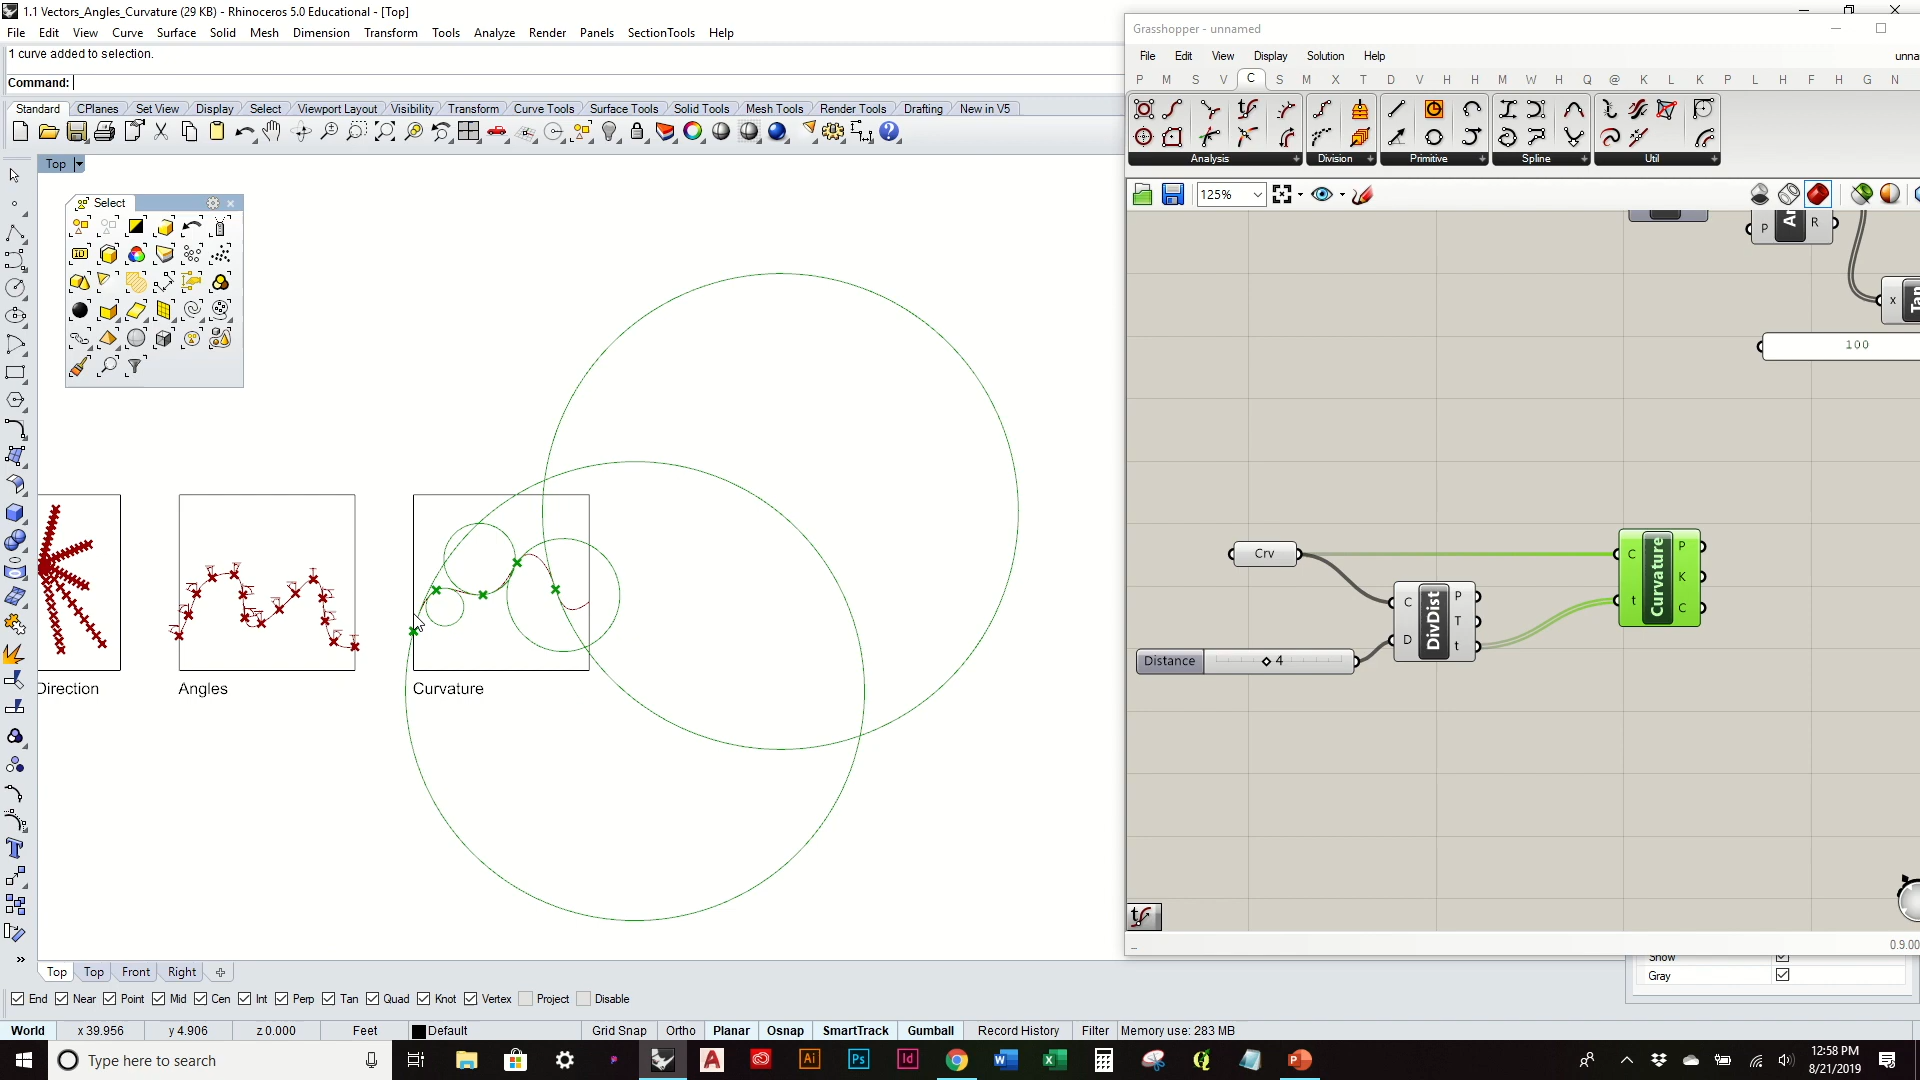 1.1 Vectors_Angles_Curvature (29 KB) - Rhinoceros 5.0 Educational - [Top]
File Edit View Curve Surface Solid Mesh Dimension Transform Tools Analyze Render Panels SectionTools Help
1 curve added to selection.
Command:
Standard CPlanes Set View Display Select Viewport Layout Visibility Transform Curve Tools Surface Tools Solid Tools Mesh Tools Render Tools Drafting New in V5
Top
Select
Direction
Angles
Curvature
Grasshopper - unnamed
File Edit View Display Solution Help
unna
P M S V C S M X T D V H H M W H Q @ K L K P L H F H G N
Analysis Division Primitive Spline Util
125%
P R
x
100
Crv
C D DivDist P T t
Distance 4
C t Curvature P K C
0.9.00
Show
Gray
Top Top Front Right
End Near Point Mid Cen Int Perp Tan Quad Knot Vertex Project Disable
World x 39.956 y 4.906 z 0.000 Feet Default Grid Snap Ortho Planar Osnap SmartTrack Gumball Record History Filter Memory use: 283 MB
Type here to search
12:58 PM
8/21/2019